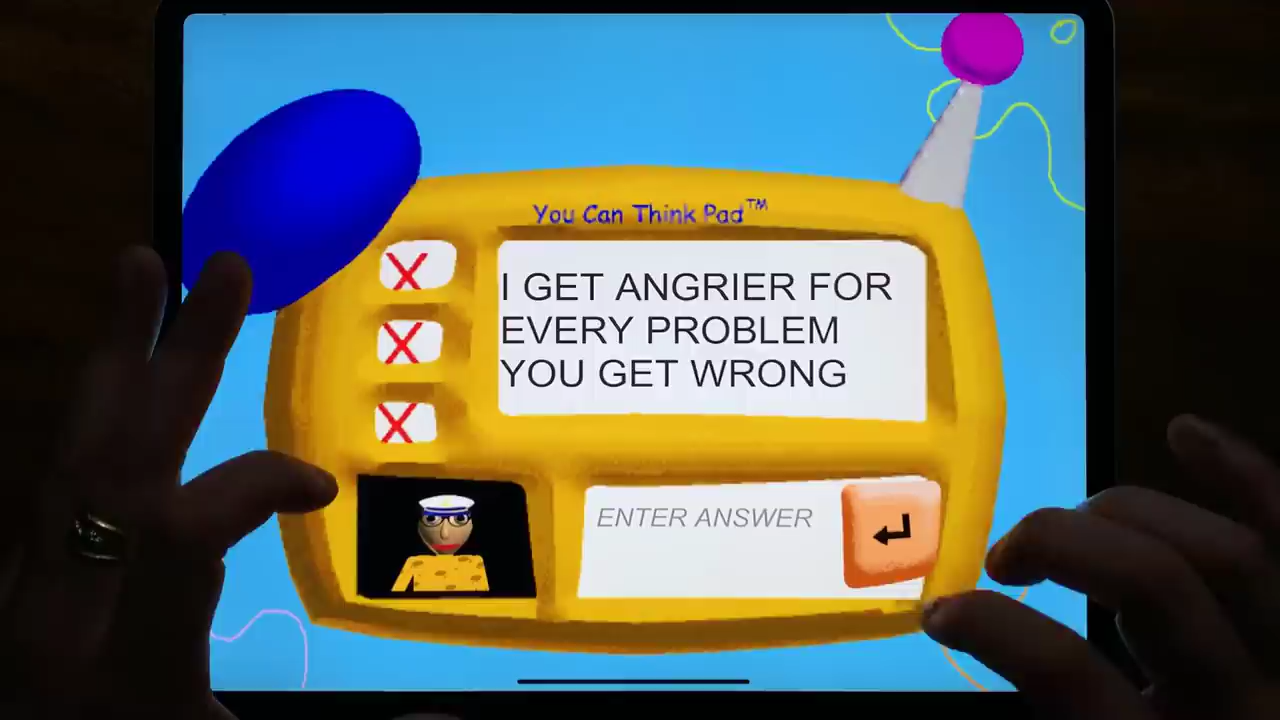 You Can Think Pad™
I GET ANGRIER FOR
EVERY PROBLEM
YOU GET WRONG
ENTER ANSWER